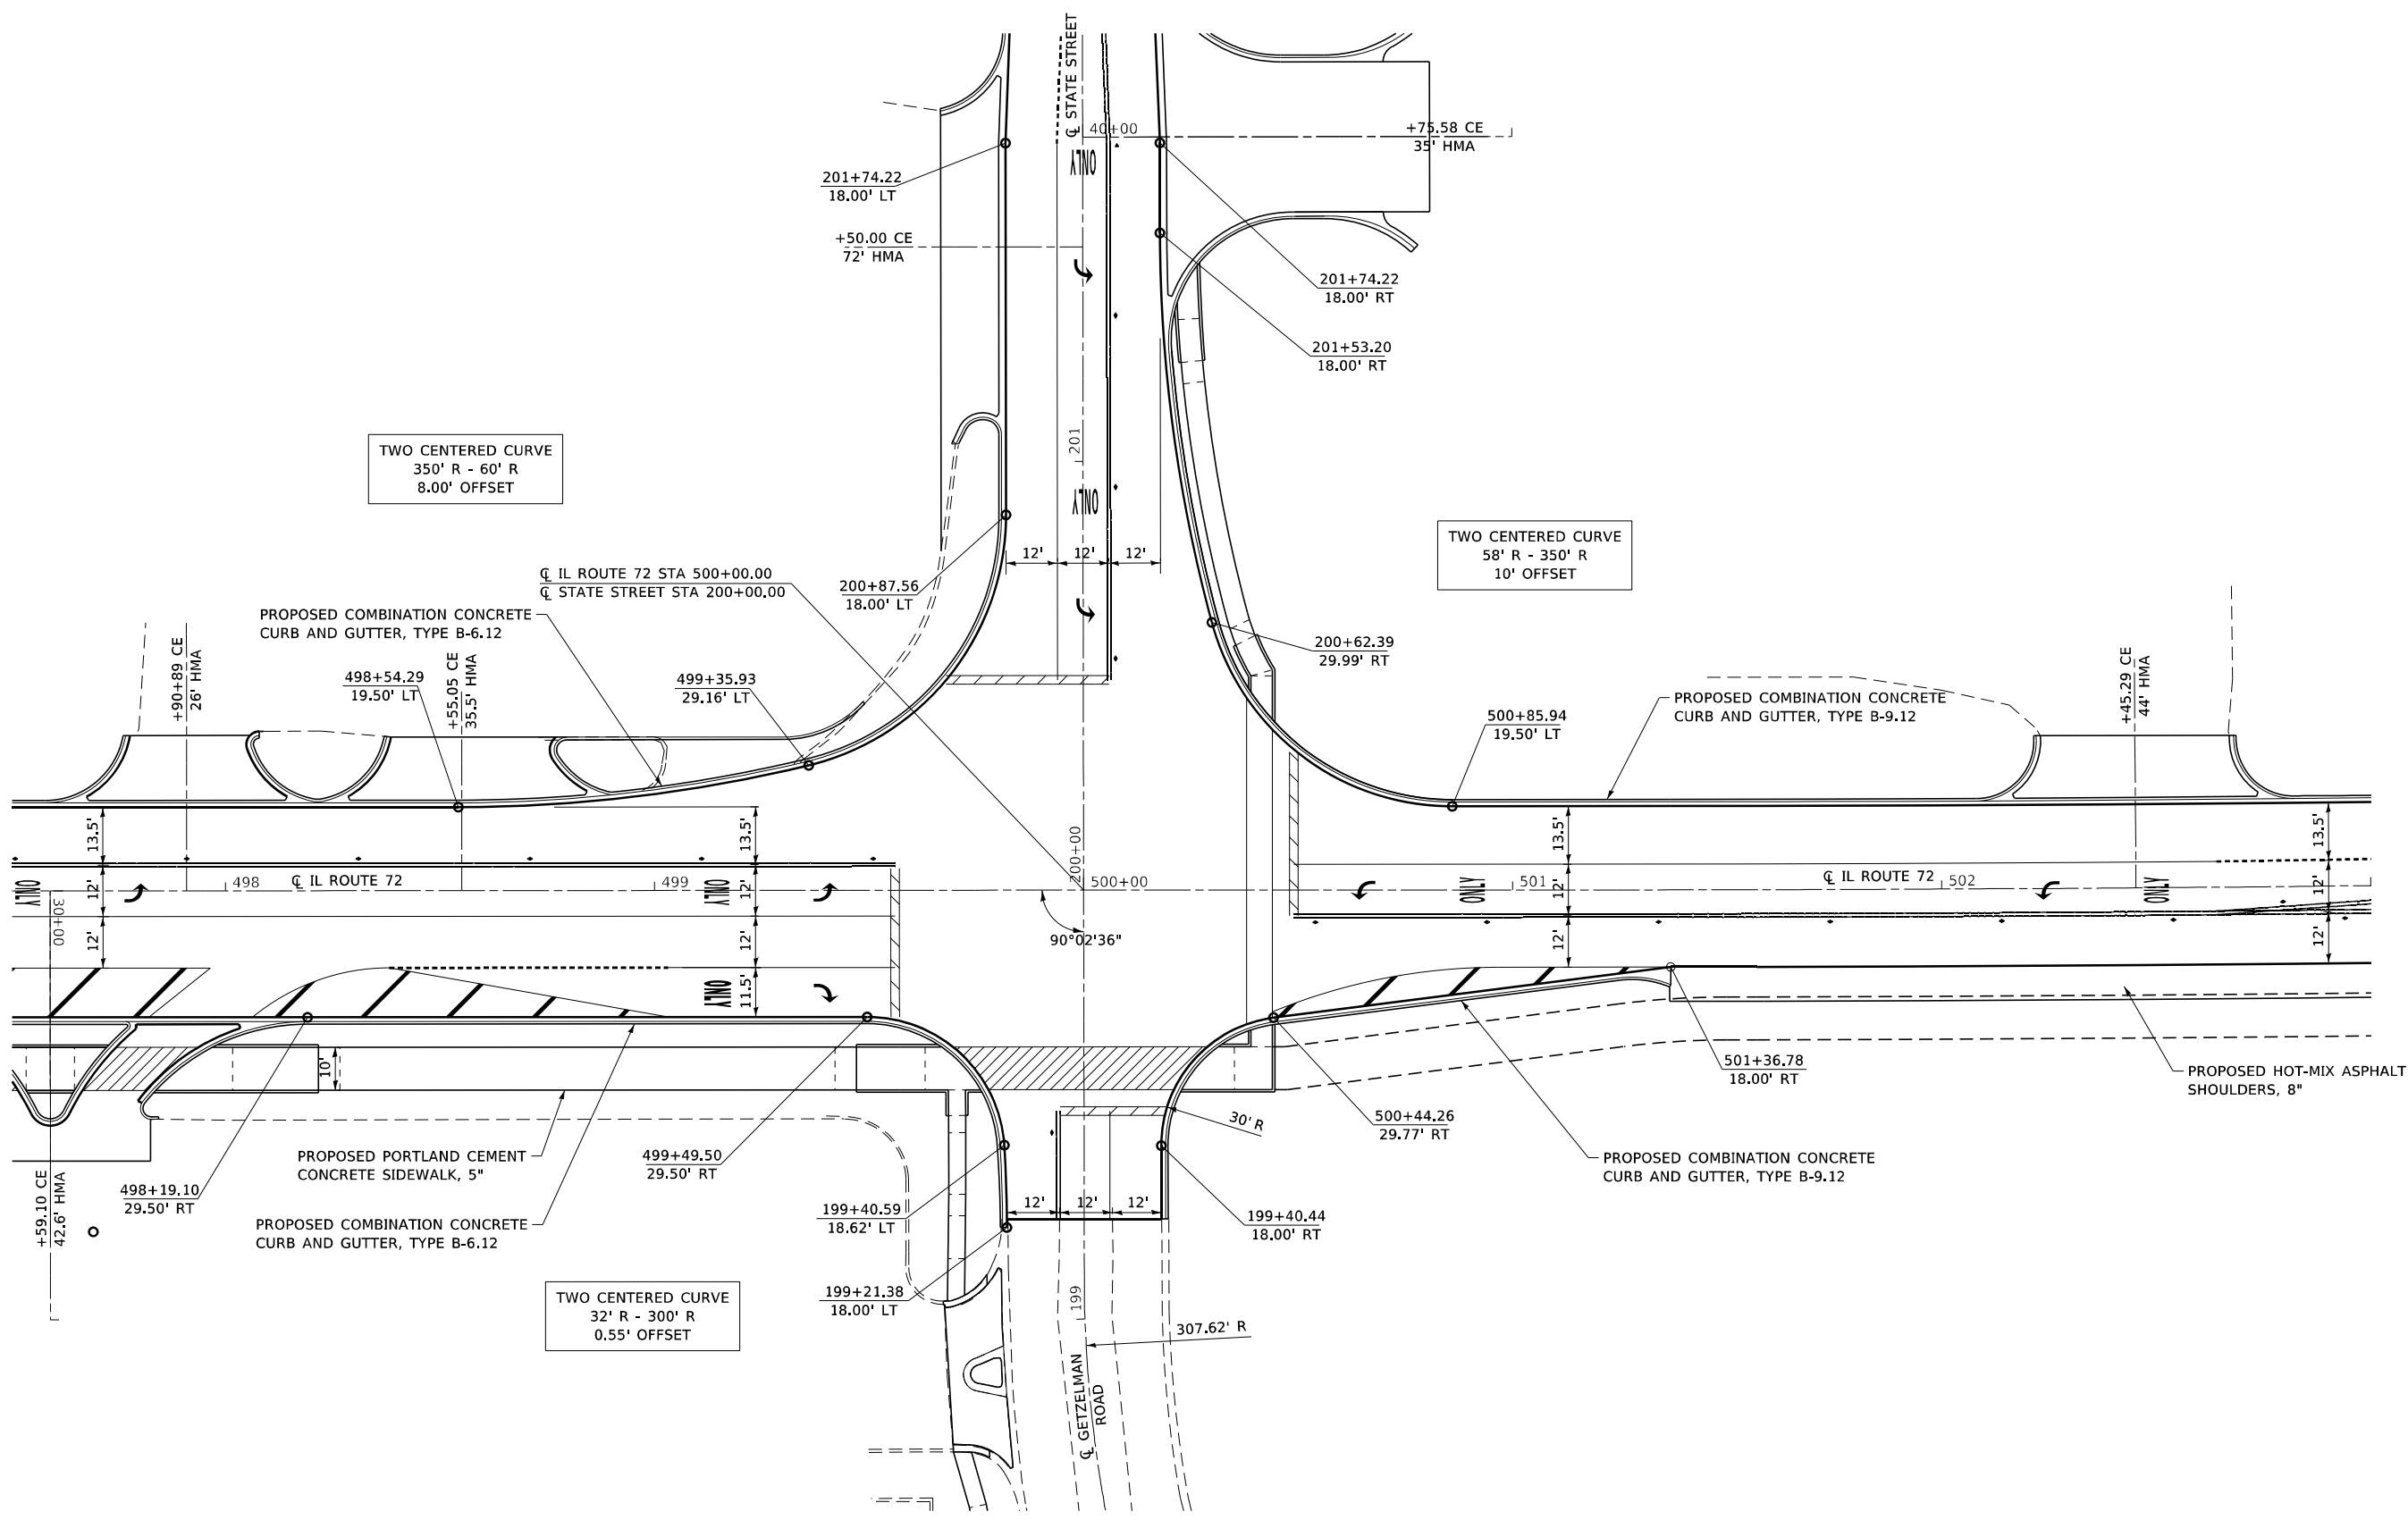 ℄ STATE STREET
40+00
ONLY
+75.58 CE
35' HMA
201+74.22
18.00' LT
+50.00 CE
72' HMA
201+74.22
18.00' RT
201+53.20
18.00' RT
201
ONLY
TWO CENTERED CURVE
350' R - 60' R
8.00' OFFSET
TWO CENTERED CURVE
58' R - 350' R
10' OFFSET
12' 12' 12'
℄ IL ROUTE 72 STA 500+00.00
℄ STATE STREET STA 200+00.00
200+87.56
18.00' LT
PROPOSED COMBINATION CONCRETE
CURB AND GUTTER, TYPE B-6.12
+90+89 CE
26' HMA
+55.05 CE
35.5' HMA
498+54.29
19.50' LT
499+35.93
29.16' LT
200+62.39
29.99' RT
500+85.94
19.50' LT
PROPOSED COMBINATION CONCRETE
CURB AND GUTTER, TYPE B-9.12
+45.29 CE
44' HMA
13.5'
13.5'
13.5'
13.5'
200+00
ONLY
12'
498
℄ IL ROUTE 72
499
ONLY
12'
500+00
ONLY
501
12'
℄ IL ROUTE 72
502
ONLY
12'
30+00
12'
12'
90°02'36"
12'
12'
ONLY
11.5'
10'
501+36.78
18.00' RT
PROPOSED HOT-MIX ASPHALT
SHOULDERS, 8"
30' R
500+44.26
29.77' RT
PROPOSED PORTLAND CEMENT
CONCRETE SIDEWALK, 5"
499+49.50
29.50' RT
PROPOSED COMBINATION CONCRETE
CURB AND GUTTER, TYPE B-9.12
+59.10 CE
42.6' HMA
498+19.10
29.50' RT
PROPOSED COMBINATION CONCRETE
CURB AND GUTTER, TYPE B-6.12
199+40.59
18.62' LT
12' 12' 12'
199+40.44
18.00' RT
199+21.38
18.00' LT
199
TWO CENTERED CURVE
32' R - 300' R
0.55' OFFSET
307.62' R
℄ GETZELMAN
ROAD